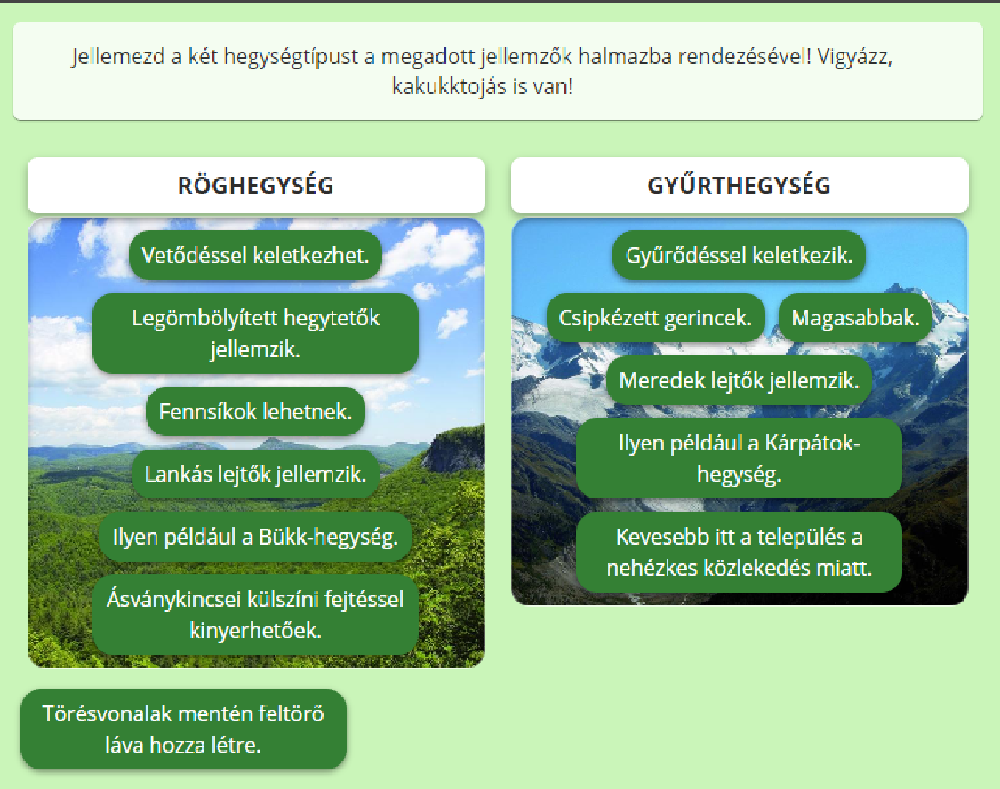 Jellemezd a két hegységtípust a megadott jellemzők halmazba rendezésével! Vigyázz,
kakukktojás is van!
RÖGHEGYSÉG
Vetődéssel keletkezhet.
Legömbölyített hegytetők
jellemzik.
Fennsíkok lehetnek.
Lankás lejtők jellemzik.
Ilyen például a Bükk-hegység.
Ásványkincsei külszíni fejtéssel
kinyerhetőek.
GYŰRTHEGYSÉG
Gyűrődéssel keletkezik.
Csipkézett gerincek.
Magasabbak.
Meredek lejtők jellemzik.
Ilyen például a Kárpátok-
hegység.
Kevesebb itt a település a
nehézkes közlekedés miatt.
Törésvonalak mentén feltörő
láva hozza létre.